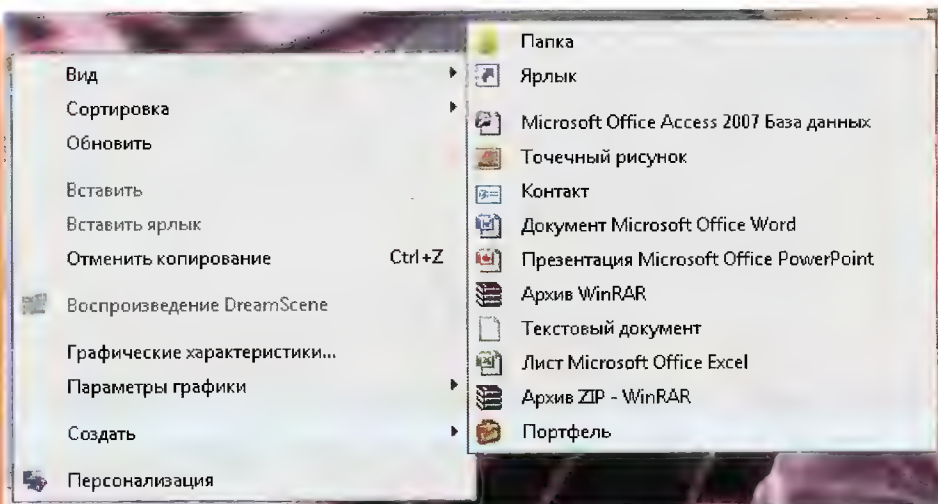 Вид
Сортировка
Обновить
Вставить
Вставить ярлык
Отменить копирование Ctrl+Z
Воспроизведение DreamScene
Графические характеристики...
Параметры графики
Создать
Персонализация
Папка
Ярлык
Microsoft Office Access 2007 База данных
Точечный рисунок
Контакт
Документ Microsoft Office Word
Презентация Microsoft Office PowerPoint
Архив WinRAR
Текстовый документ
Лист Microsoft Office Excel
Архив ZIP - WinRAR
Портфель